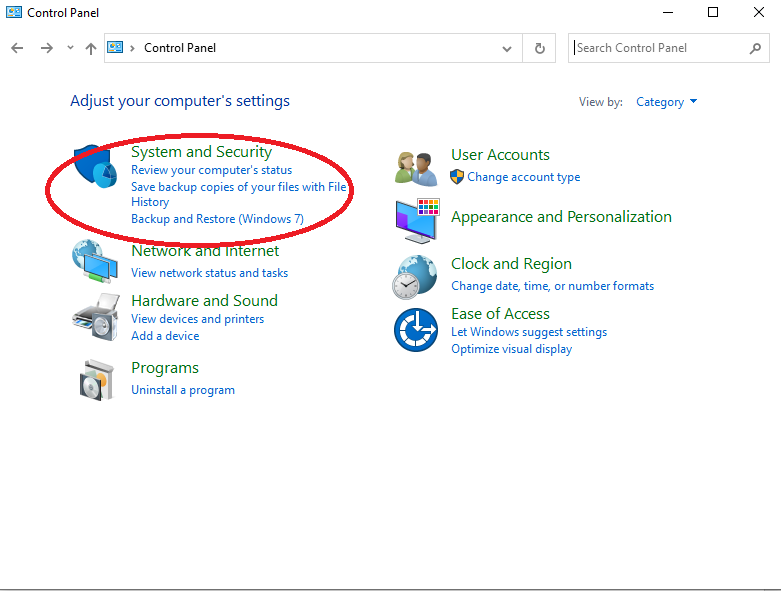 Control Panel
Control Panel
Search Control Panel
Adjust your computer's settings
View by: Category
System and Security
Review your computer's status
Save backup copies of your files with File
History
Backup and Restore (Windows 7)
Network and Internet
View network status and tasks
Hardware and Sound
View devices and printers
Add a device
Programs
Uninstall a program
User Accounts
Change account type
Appearance and Personalization
Clock and Region
Change date, time, or number formats
Ease of Access
Let Windows suggest settings
Optimize visual display